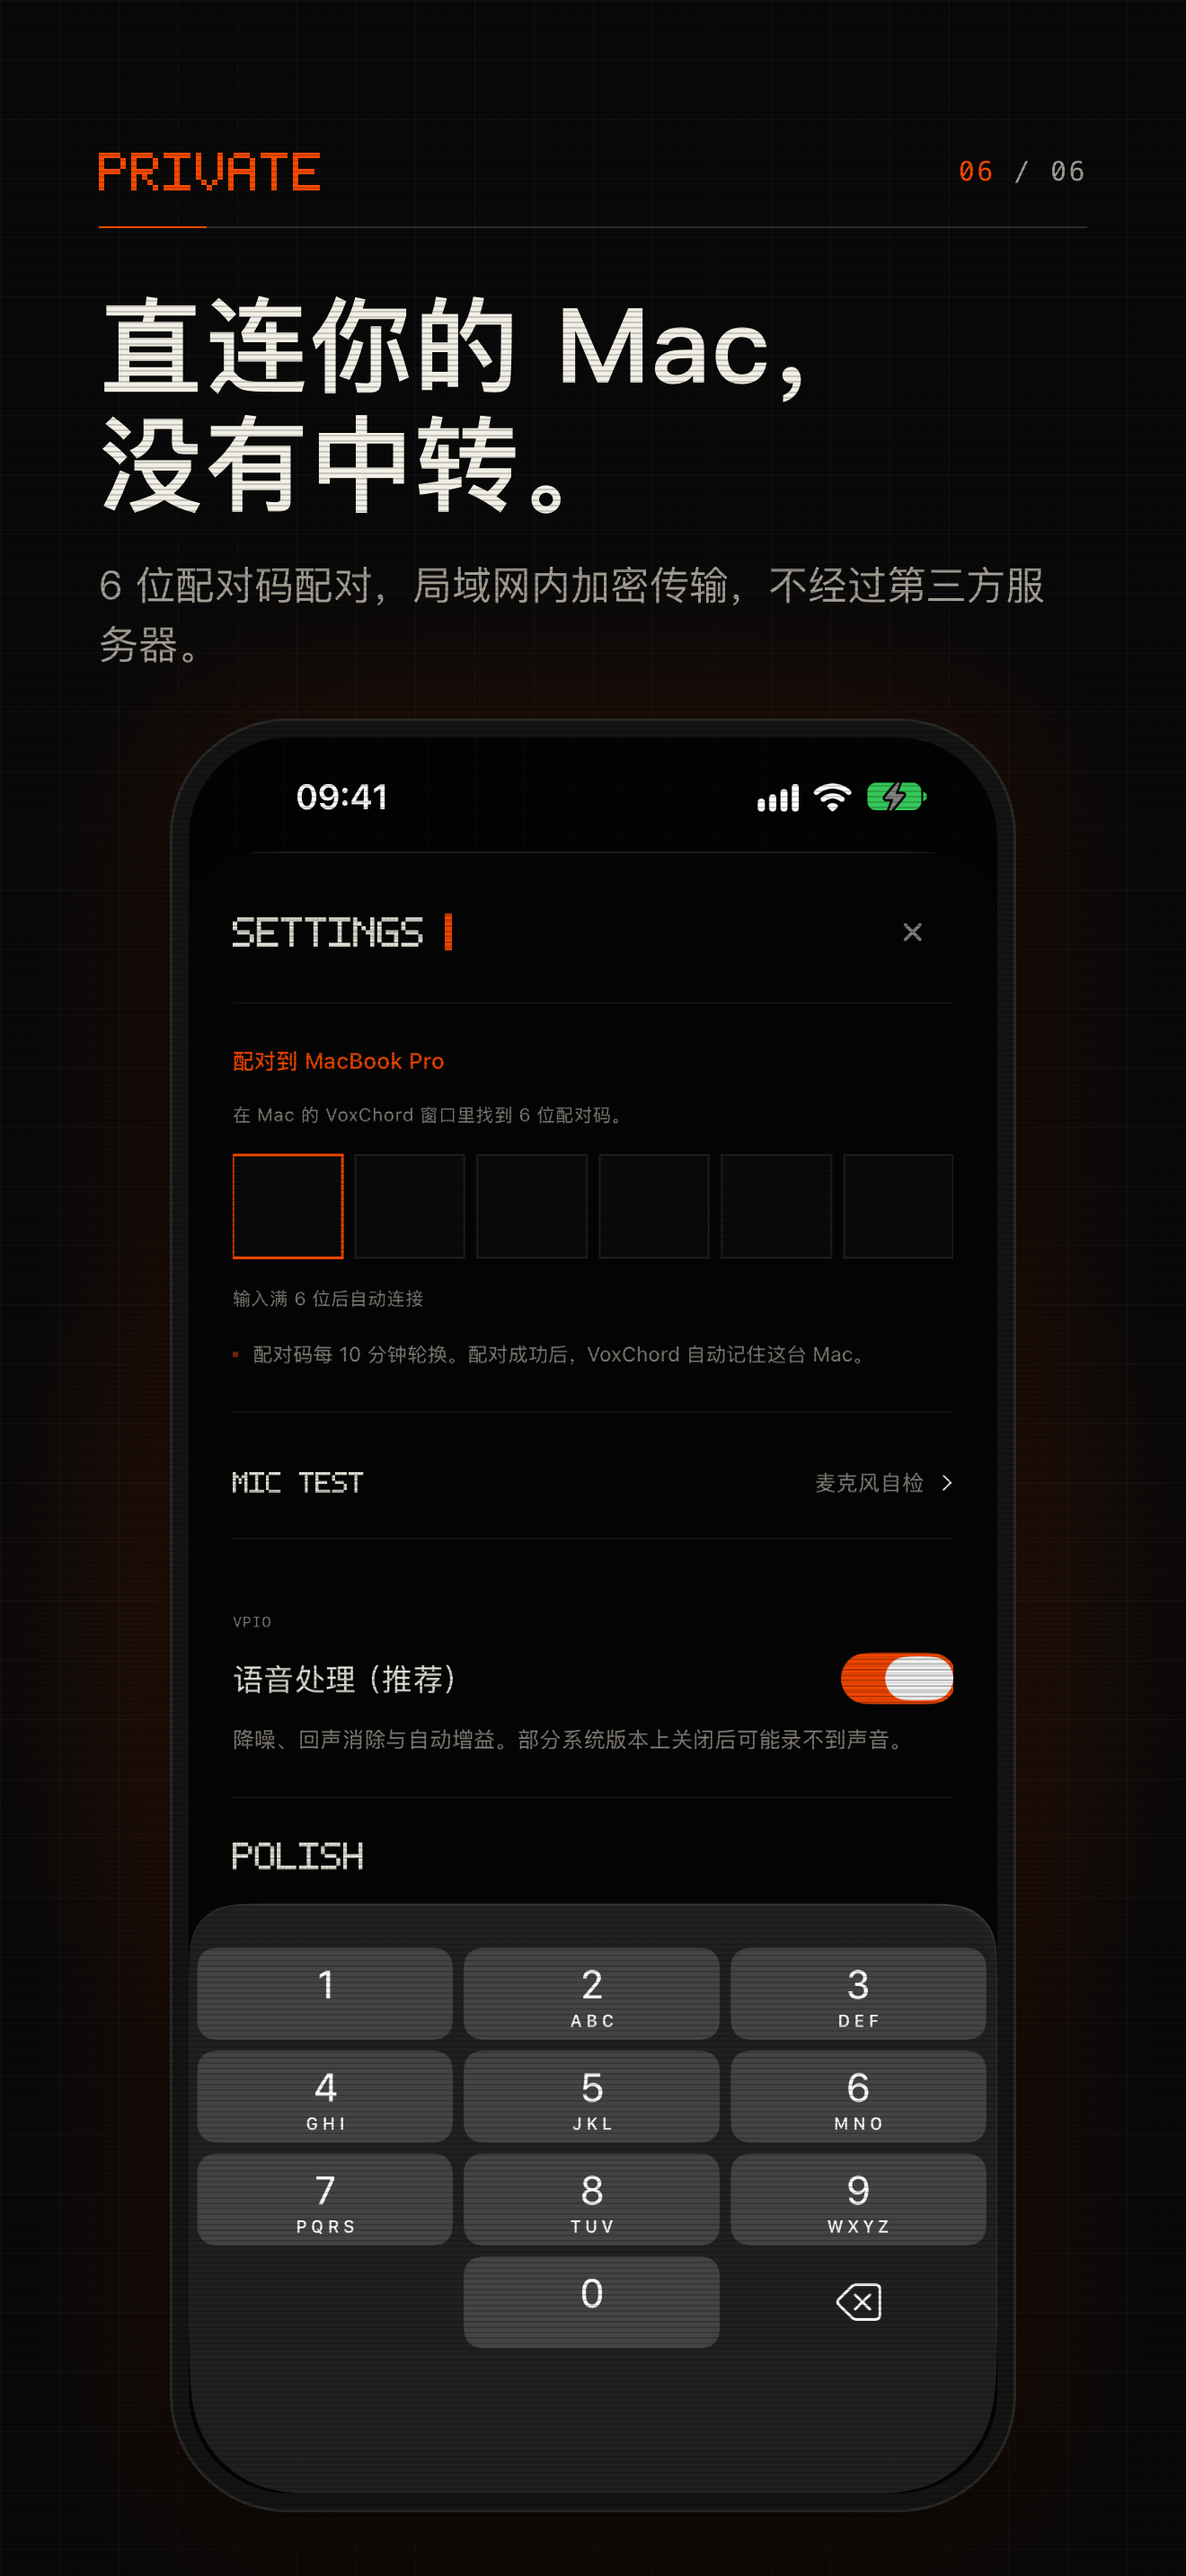 PRIVATE
06 / 06
直连你的 Mac，
没有中转。
6 位配对码配对，局域网内加密传输，不经过第三方服
务器。
09:41
SETTINGS
配对到 MacBook Pro
在 Mac 的 VoxChord 窗口里找到 6 位配对码。
输入满 6 位后自动连接
配对码每 10 分钟轮换。配对成功后，VoxChord 自动记住这台 Mac。
MIC TEST
麦克风自检
VPIO
语音处理（推荐）
降噪、回声消除与自动增益。部分系统版本上关闭后可能录不到声音。
POLISH
1
2
3
ABC
DEF
4
5
6
GHI
JKL
MNO
7
8
9
PQRS
TUV
WXYZ
0